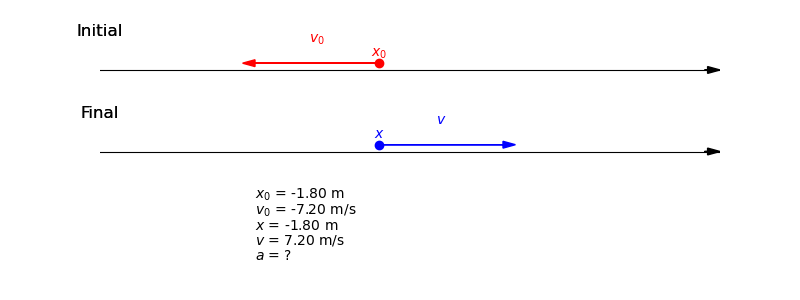 Initial
v₀
x₀
Final
v
x
x₀ = -1.80 m
v₀ = -7.20 m/s
x = -1.80 m
v = 7.20 m/s
a = ?